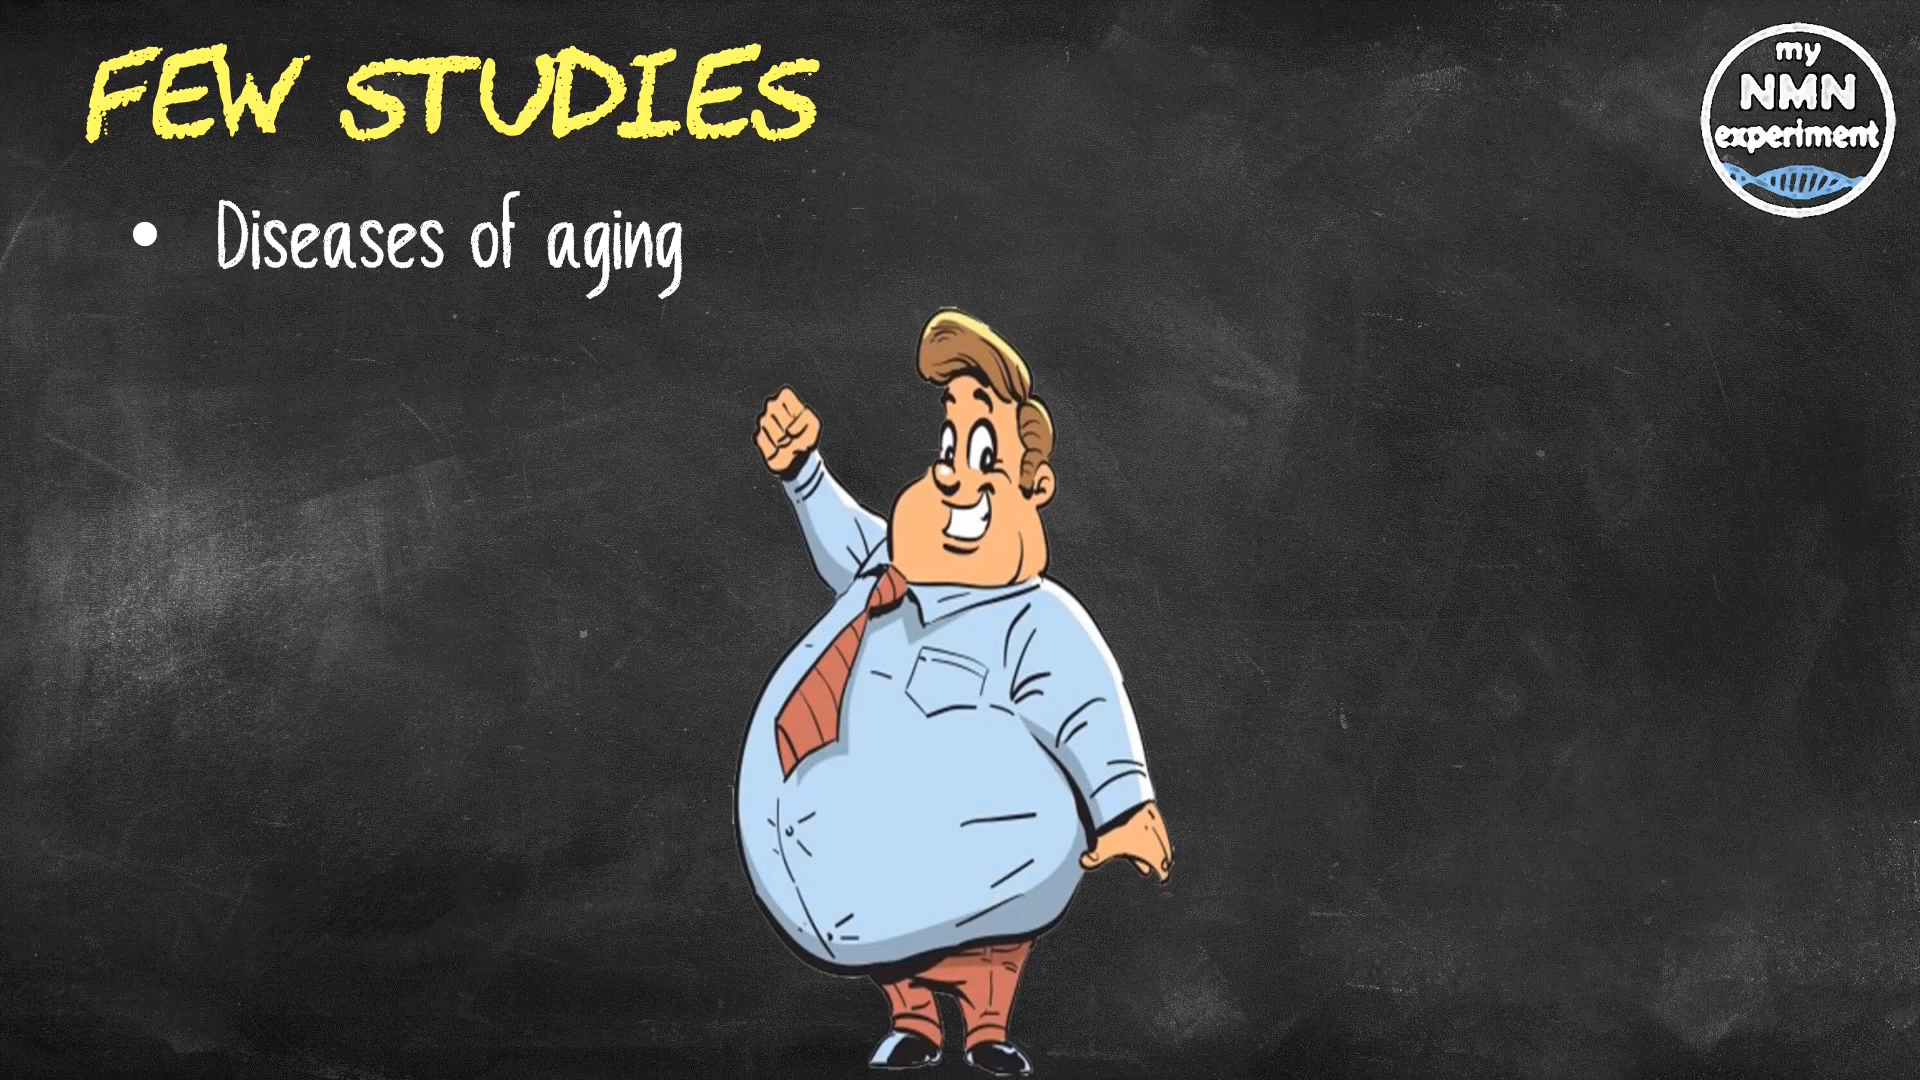 FEW STUDIES
my
NMN
experiment
• Diseases of aging